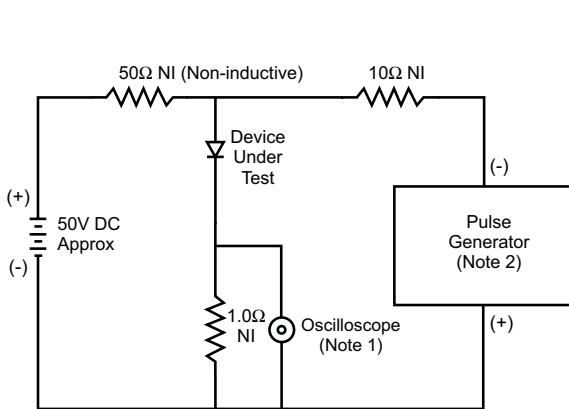 50Ω NI (Non-inductive)
10Ω NI
Device
Under
Test
(-)
(+)
50V DC
Approx
(-)
Pulse
Generator
(Note 2)
1.0Ω
NI
Oscilloscope
(Note 1)
(+)